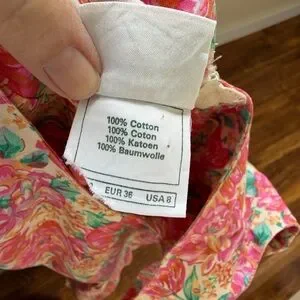 100% Cotton
100% Coton
100% Katoen
100% Baumwolle
EUR 36 USA 8